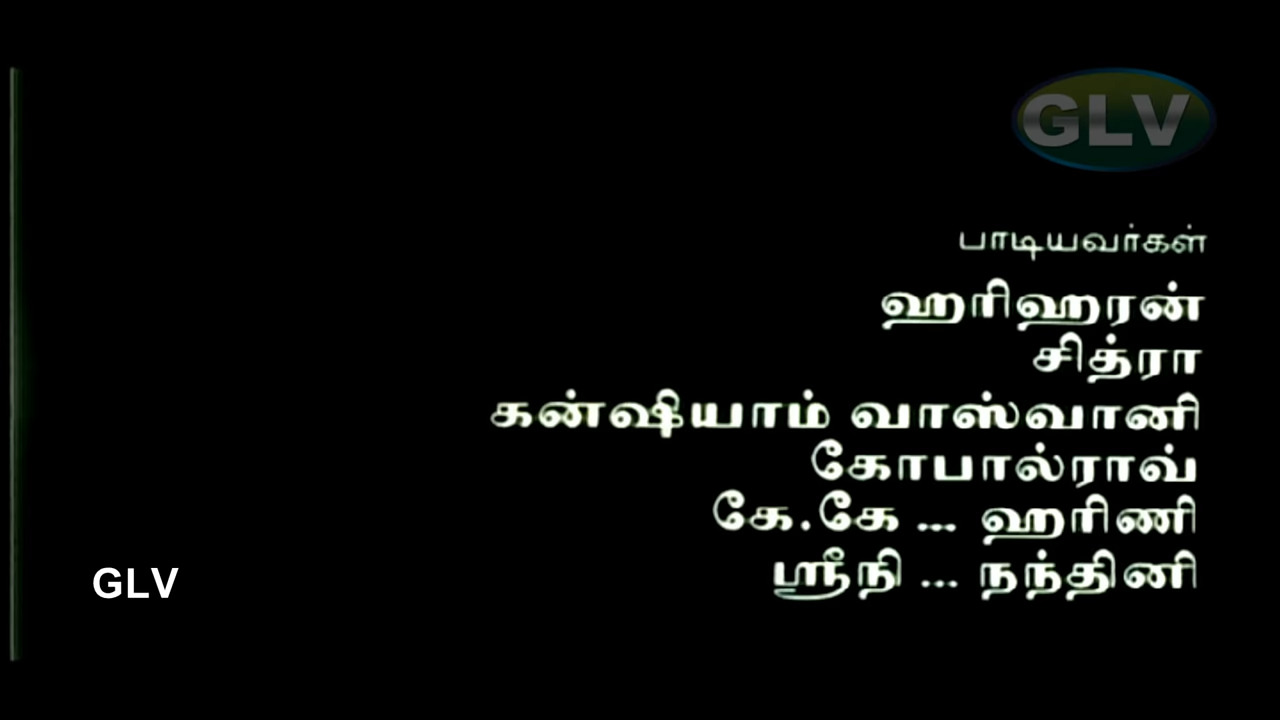 GLV
பாடியவர்கள்
ஹரிஹரன்
சித்ரா
கன்ஷியாம் வாஸ்வானி
கோபால்ராவ்
கே.கே ... ஹரிணி
ஸ்ரீநி ... நந்தினி
GLV